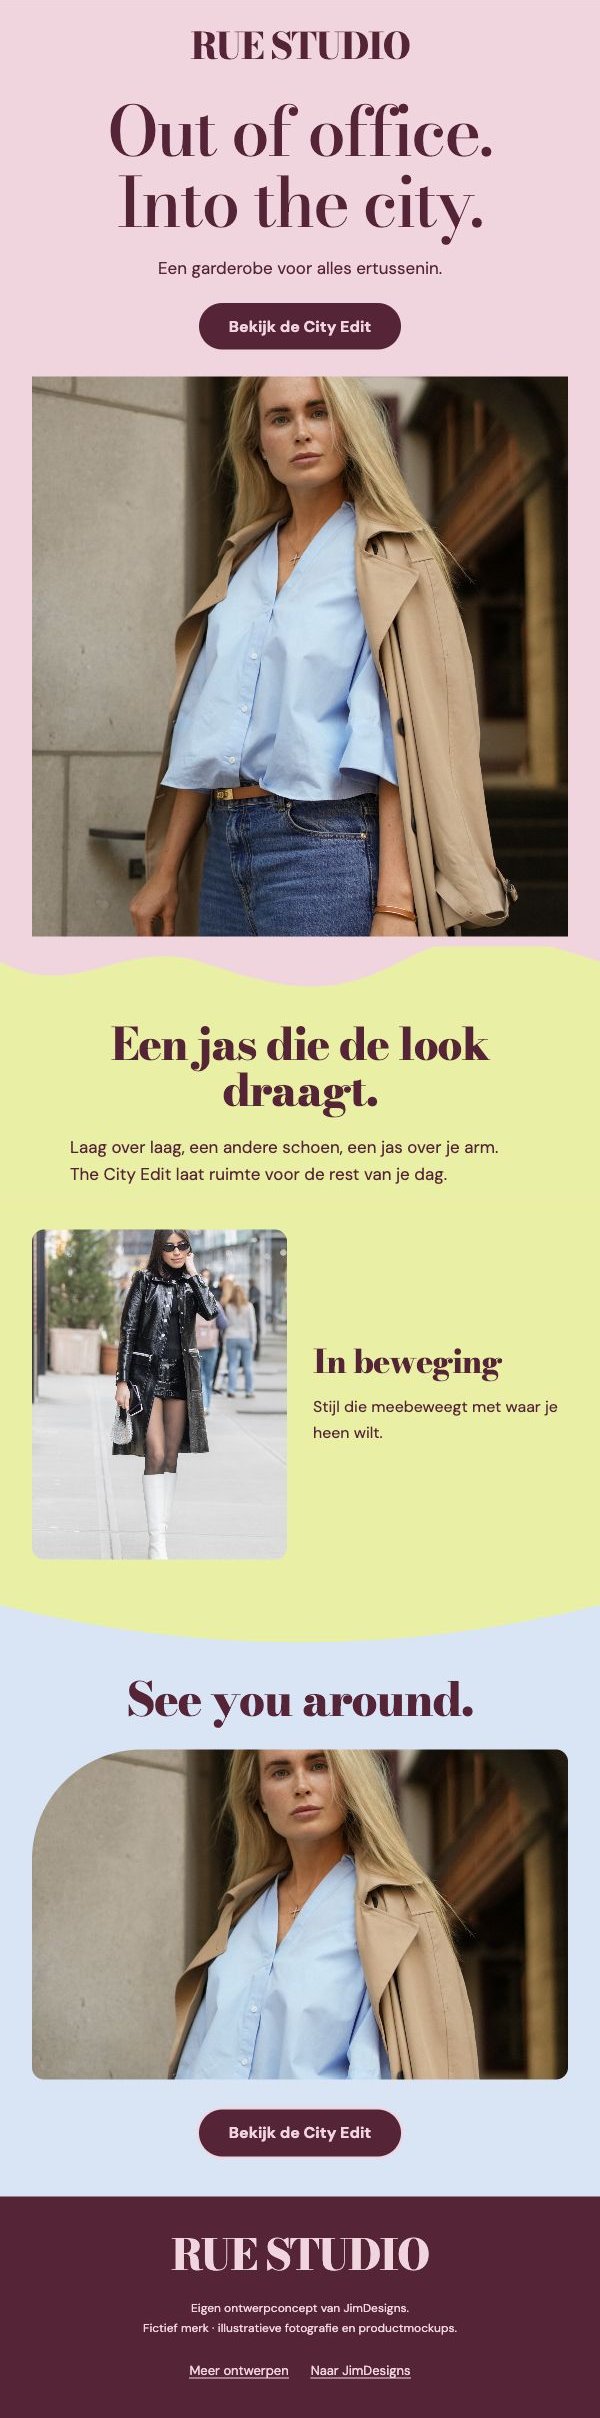 RUE STUDIO
Out of office.
Into the city.
Een garderobe voor alles ertussenin.
Bekijk de City Edit
Een jas die de look
draagt.
Laag over laag, een andere schoen, een jas over je arm.
The City Edit laat ruimte voor de rest van je dag.
In beweging
Stijl die meebeweegt met waar je
heen wilt.
See you around.
Bekijk de City Edit
RUE STUDIO
Eigen ontwerpconcept van JimDesigns.
Fictief merk · illustratieve fotografie en productmockups.
Meer ontwerpen Naar JimDesigns